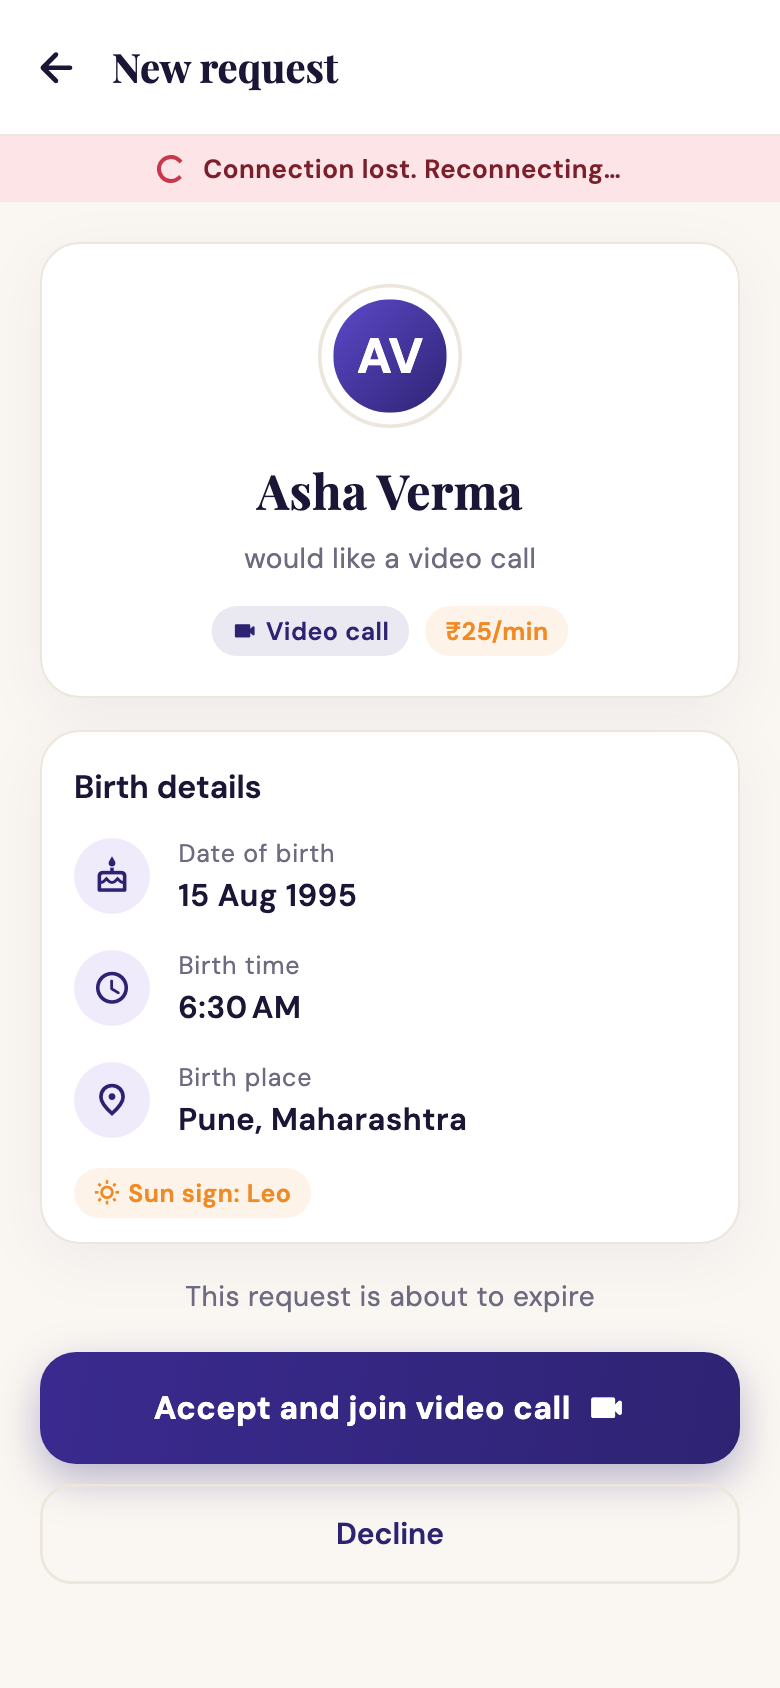 New request
Connection lost. Reconnecting...
AV
Asha Verma
would like a video call
Video call
₹25/min
Birth details
Date of birth
15 Aug 1995
Birth time
6:30 AM
Birth place
Pune, Maharashtra
Sun sign: Leo
This request is about to expire
Accept and join video call
Decline